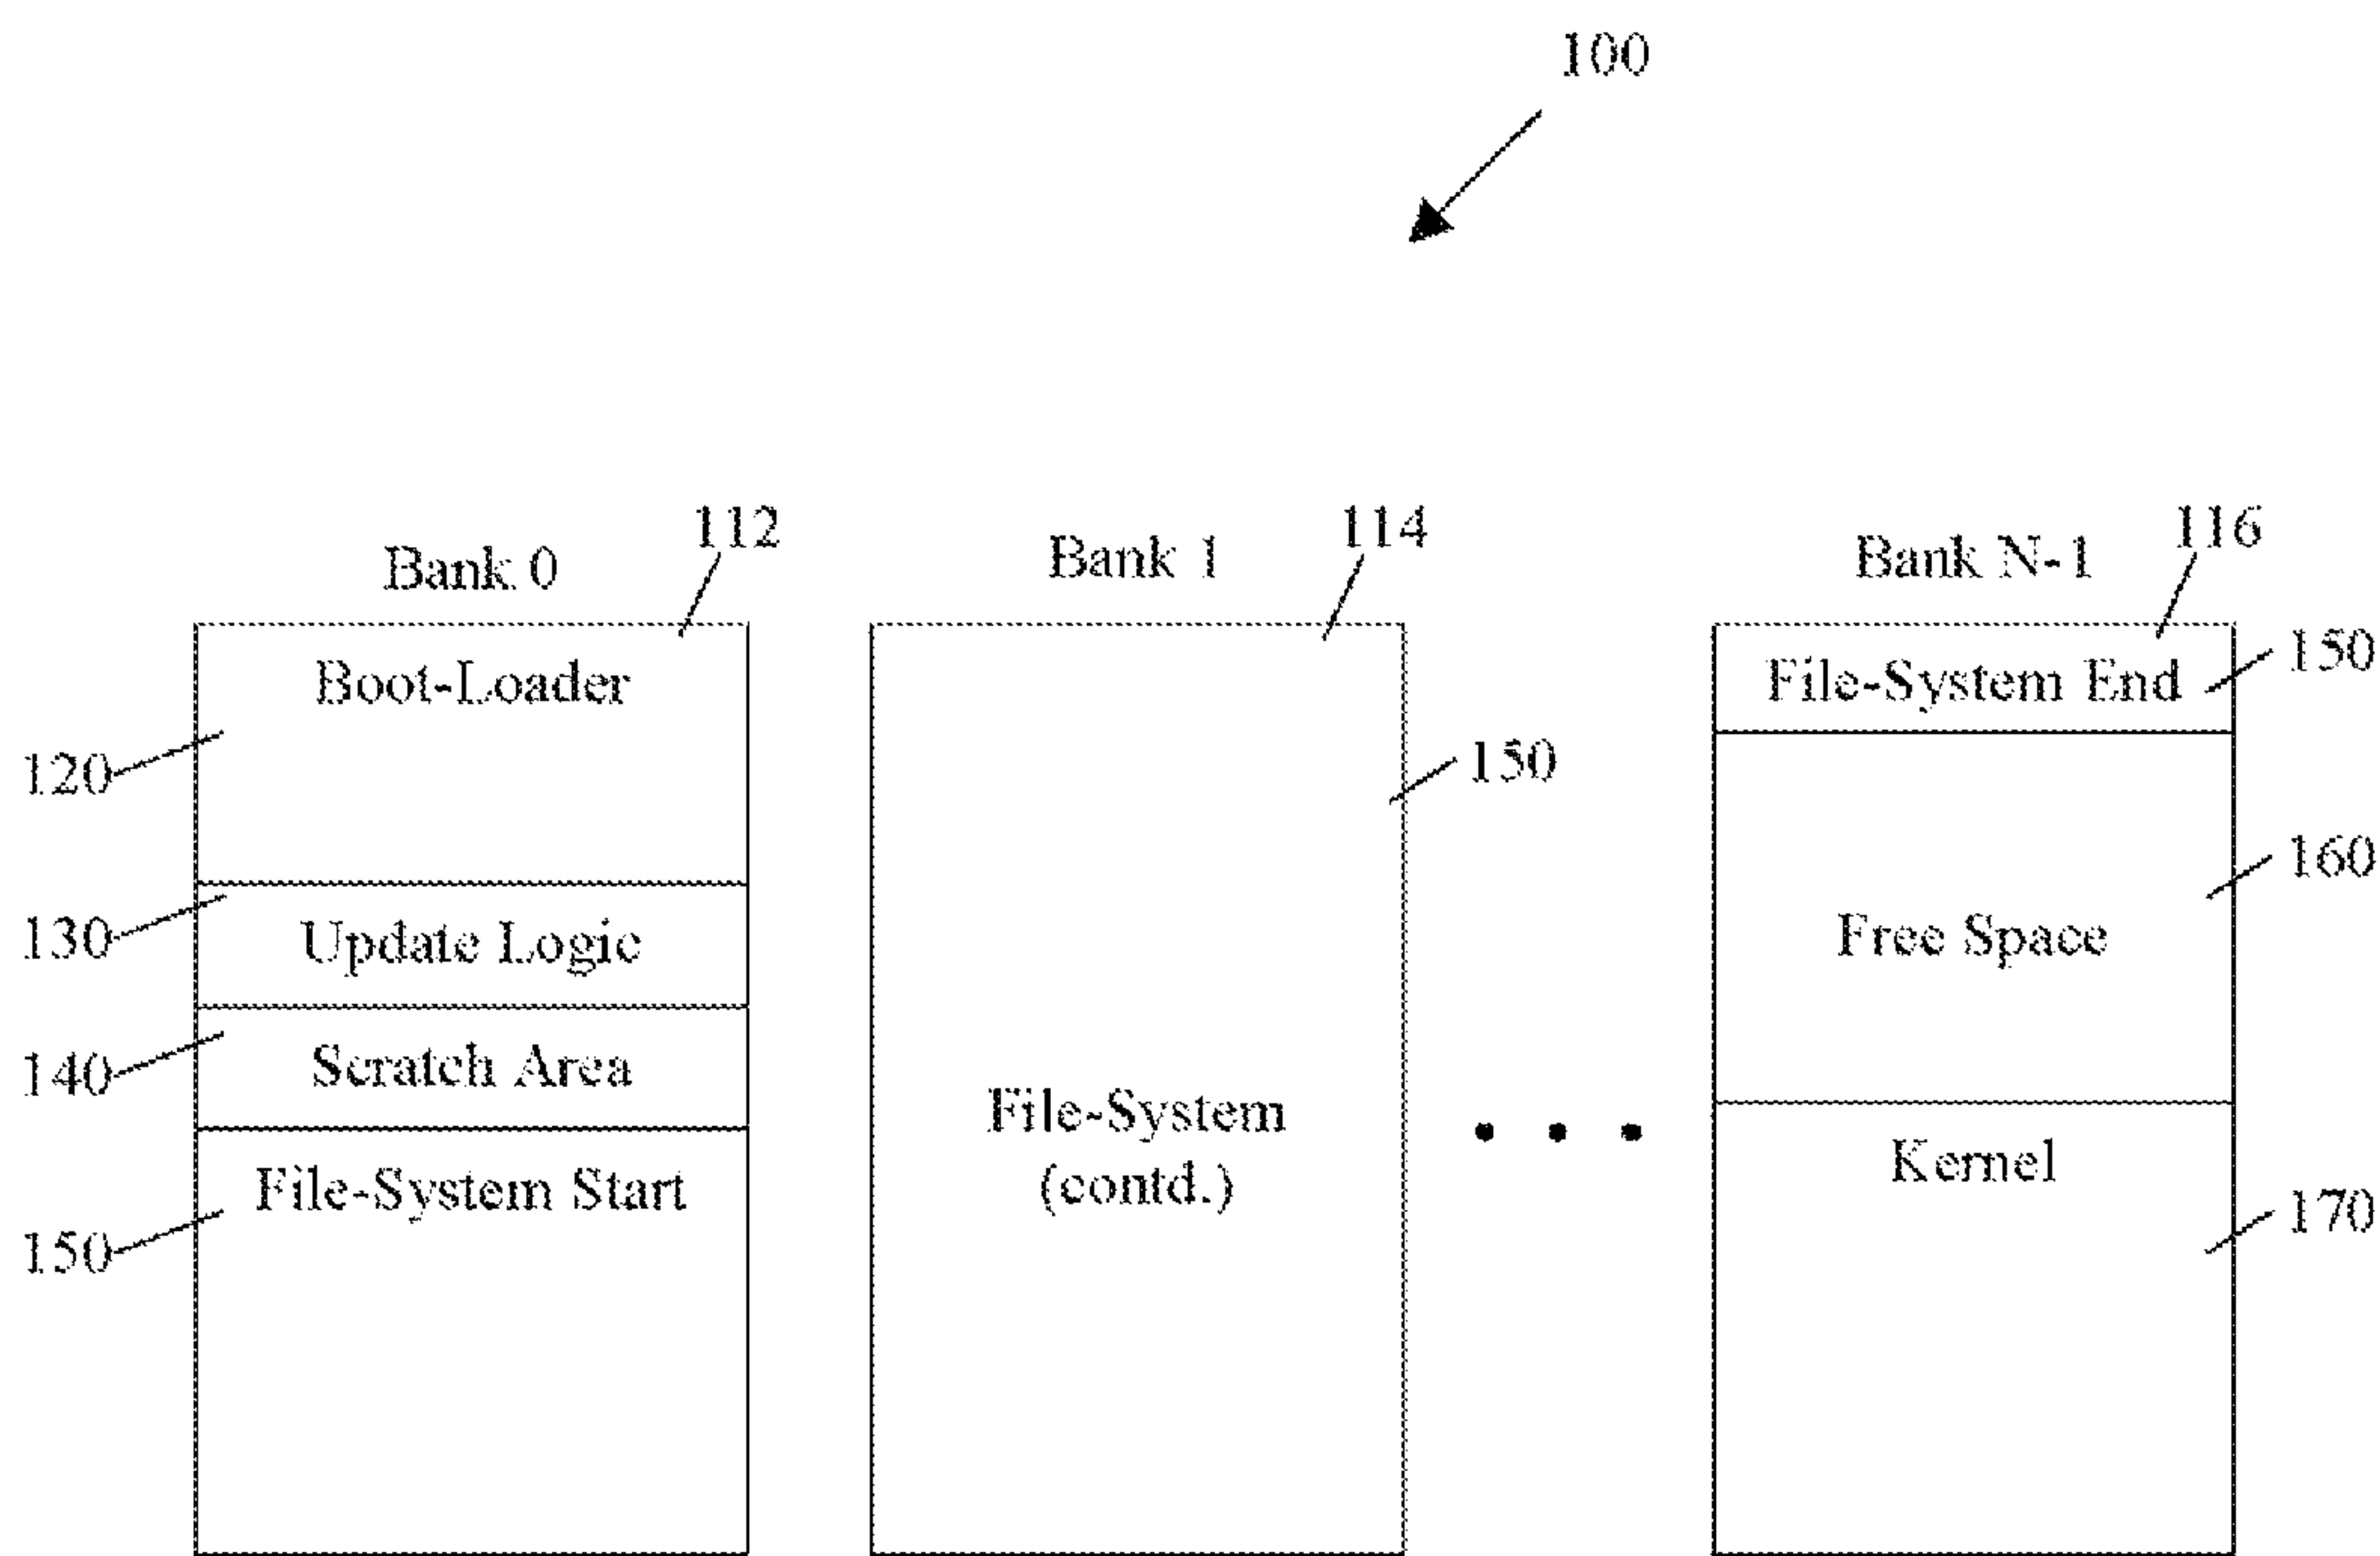 100
112
114
116
Bank 0
Bank 1
Bank N-1
Boot-Loader
File-System End
150
120
150
160
130
Update Logic
Free Space
140
Scratch Area
File-System
(contd.)
• • •
Kernel
File-System Start
170
150